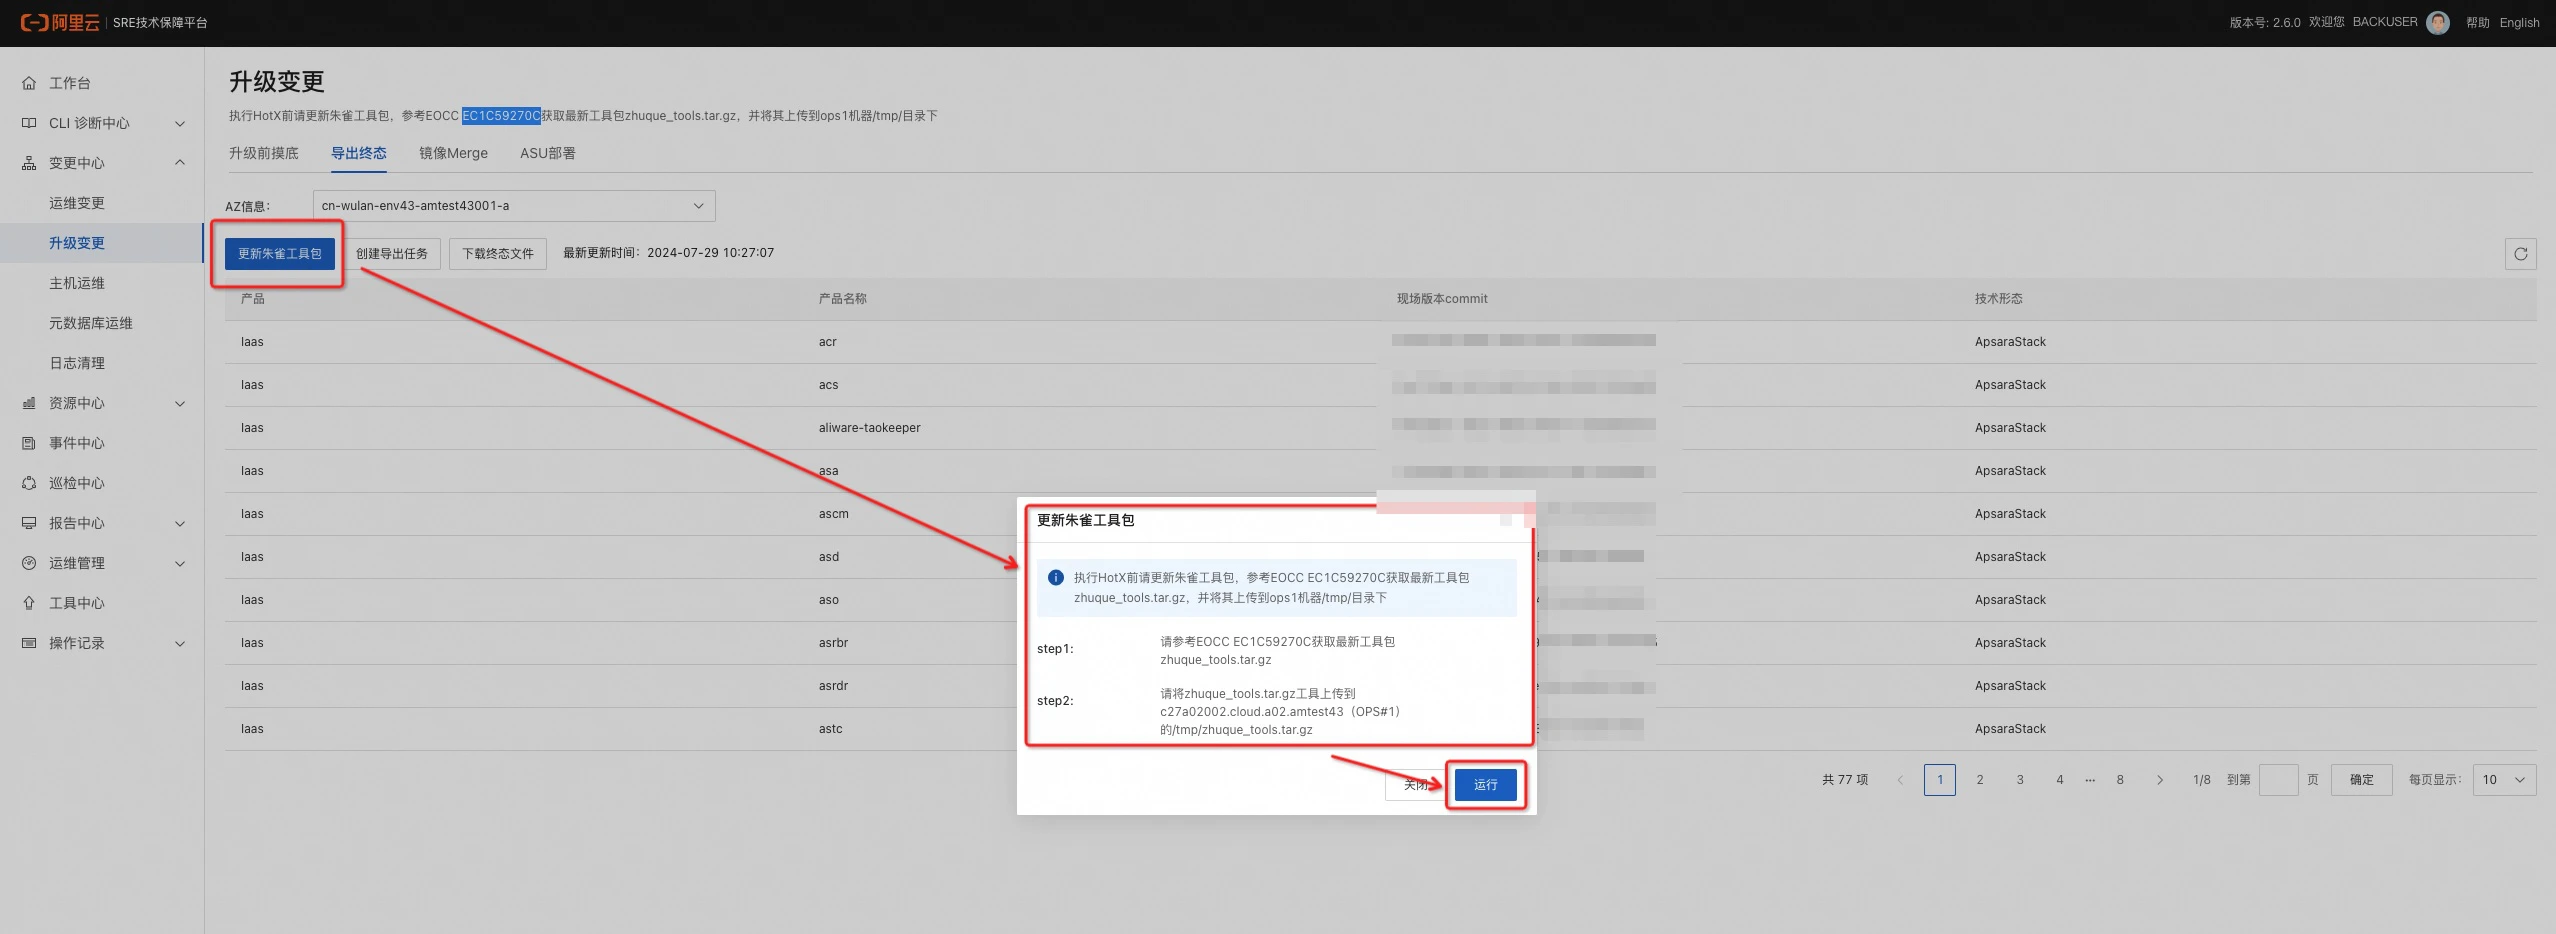 阿里云 SRE技术保障平台
版本号: 2.6.0 欢迎您 BACKUSER 帮助 English
工作台
CLI 诊断中心
变更中心
运维变更
升级变更
主机运维
元数据库运维
日志清理
资源中心
事件中心
巡检中心
报告中心
运维管理
工具中心
操作记录
升级变更
执行HotX前请更新朱雀工具包，参考EOCC EC1C59270C获取最新工具包zhuque_tools.tar.gz，并将其上传到ops1机器/tmp/目录下
升级前摸底 导出终态 镜像Merge ASU部署
AZ信息: cn-wulan-env43-amtest43001-a
更新朱雀工具包 创建导出任务 下载终态文件 最新更新时间：2024-07-29 10:27:07
产品 产品名称 现场版本commit 技术形态
Iaas acr ApsaraStack
Iaas acs ApsaraStack
Iaas aliware-taokeeper ApsaraStack
Iaas asa ApsaraStack
Iaas ascm ApsaraStack
Iaas asd ApsaraStack
Iaas aso ApsaraStack
Iaas asrbr ApsaraStack
Iaas asrdr ApsaraStack
Iaas astc ApsaraStack
共 77 项 1 2 3 4 ... 8 1/8 到第 页 确定 每页显示: 10
更新朱雀工具包
执行HotX前请更新朱雀工具包，参考EOCC EC1C59270C获取最新工具包
zhuque_tools.tar.gz，并将其上传到ops1机器/tmp/目录下
step1: 请参考EOCC EC1C59270C获取最新工具包
zhuque_tools.tar.gz
step2: 请将zhuque_tools.tar.gz工具上传到
c27a02002.cloud.a02.amtest43（OPS#1）
的/tmp/zhuque_tools.tar.gz
关闭 运行